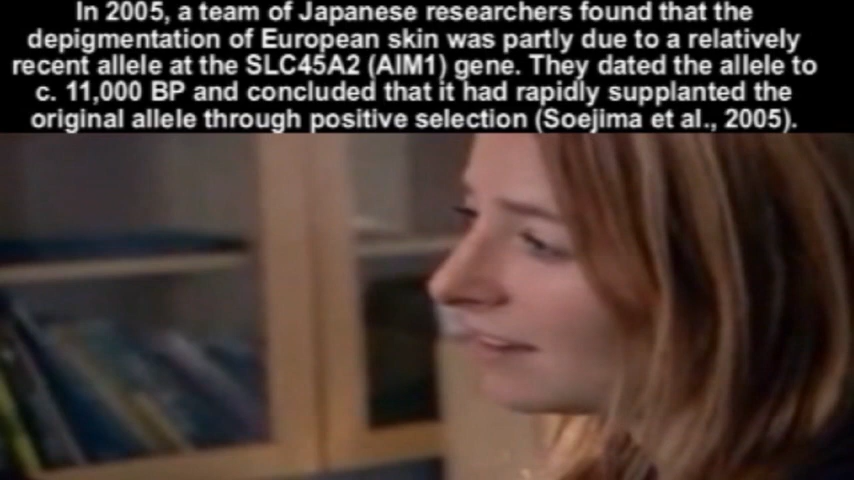 In 2005, a team of Japanese researchers found that the
depigmentation of European skin was partly due to a relatively
recent allele at the SLC45A2 (AIM1) gene. They dated the allele to
c. 11,000 BP and concluded that it had rapidly supplanted the
original allele through positive selection (Soejima et al., 2005).